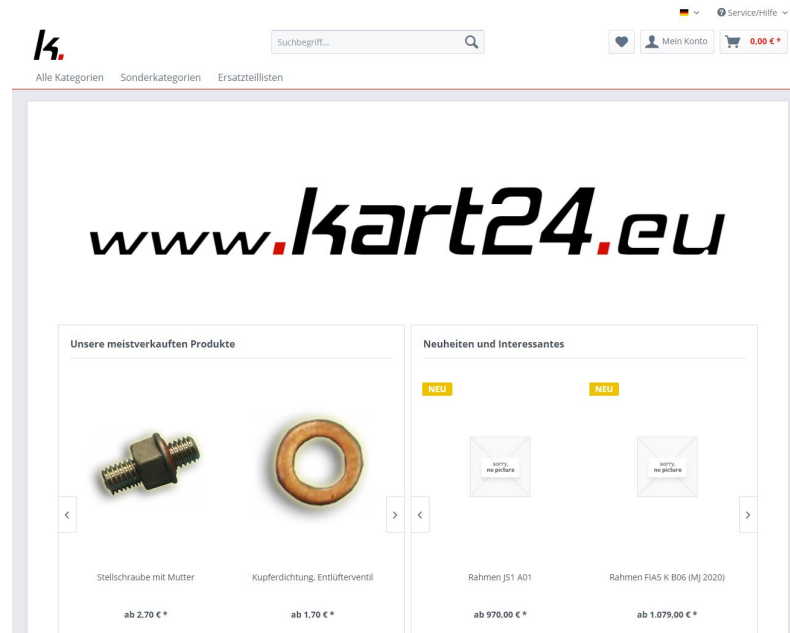 Service/Hilfe
k.
Suchbegriff...
Mein Konto
0,00 € *
Alle Kategorien Sonderkategorien Ersatzteillisten
www.kart24.eu
Unsere meistverkauften Produkte
Stellschraube mit Mutter
ab 2,70 € *
Kupferdichtung, Entlüfterventil
ab 1,70 € *
Neuheiten und Interessantes
NEU
sorry,
no picture
Rahmen JS1 A01
ab 970,00 € *
NEU
sorry,
no picture
Rahmen FIA5 K B06 (MJ 2020)
ab 1.079,00 € *